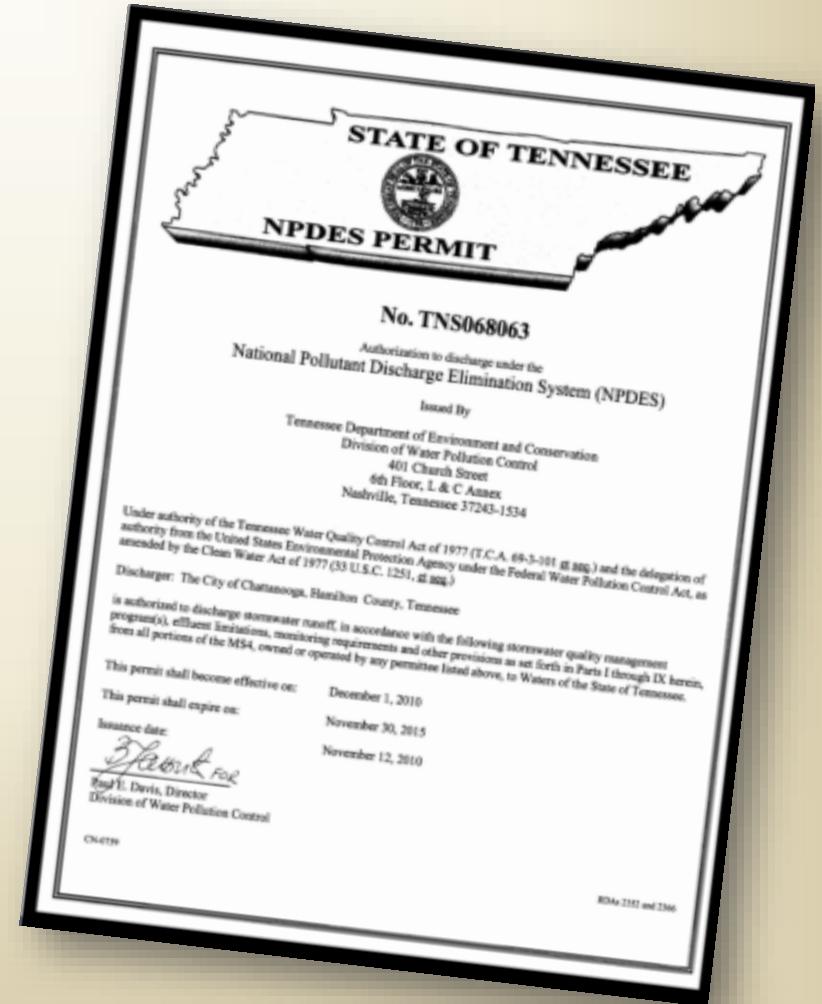 STATE OF TENNESSEE
NPDES PERMIT
No. TNS068063
Authorization to discharge under the
National Pollutant Discharge Elimination System (NPDES)
Issued By
Tennessee Department of Environment and Conservation
Division of Water Pollution Control
401 Church Street
6th Floor, L & C Annex
Nashville, Tennessee 37243-1534
Under authority of the Tennessee Water Quality Control Act of 1977 (T.C.A. 69-3-101 et seq.) and the delegation of
authority from the United States Environmental Protection Agency under the Federal Water Pollution Control Act, as
amended by the Clean Water Act of 1977 (33 U.S.C. 1251, et seq.)
Discharger: The City of Chattanooga, Hamilton County, Tennessee
is authorized to discharge stormwater runoff, in accordance with the following stormwater quality management
program(s), effluent limitations, monitoring requirements and other provisions as set forth in Parts I through IX herein,
from all portions of the MS4, owned or operated by any permittee listed above, to Waters of the State of Tennessee.
This permit shall become effective on: December 1, 2010
This permit shall expire on: November 30, 2015
Issuance date: November 12, 2010
FOR
Paul E. Davis, Director
Division of Water Pollution Control
CN-0759
RDAs 2352 and 2366